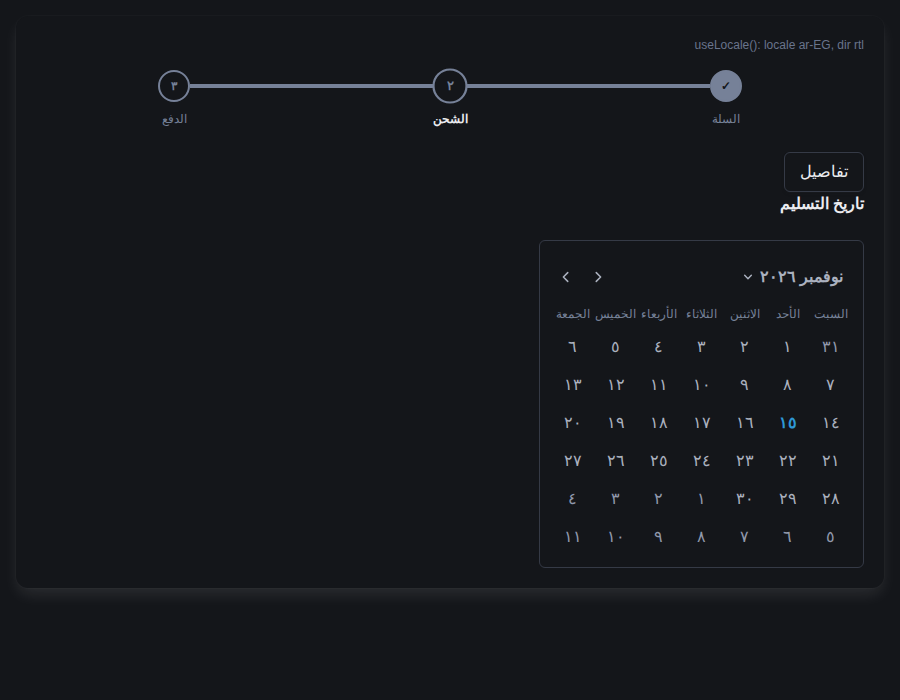 useLocale(): locale ar-EG, dir rtl
✓ ٢ ٣
السلة الشحن الدفع
تفاصيل
تاريخ التسليم
نوفمبر ٢٠٢٦
السبت الأحد الاثنين الثلاثاء الأربعاء الخميس الجمعة
٣١ ١ ٢ ٣ ٤ ٥ ٦
٧ ٨ ٩ ١٠ ١١ ١٢ ١٣
١٤ ١٥ ١٦ ١٧ ١٨ ١٩ ٢٠
٢١ ٢٢ ٢٣ ٢٤ ٢٥ ٢٦ ٢٧
٢٨ ٢٩ ٣٠ ١ ٢ ٣ ٤
٥ ٦ ٧ ٨ ٩ ١٠ ١١